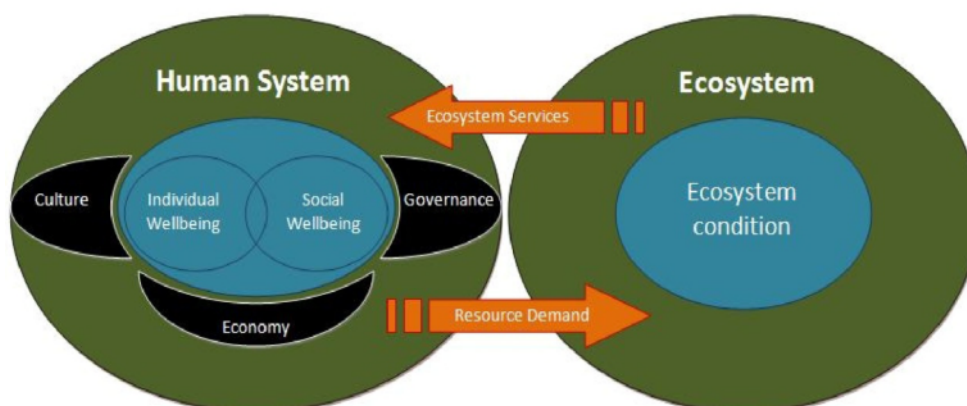 Human System
Ecosystem
Ecosystem Services
Culture
Individual
Wellbeing
Social
Wellbeing
Governance
Ecosystem
condition
Economy
Resource Demand